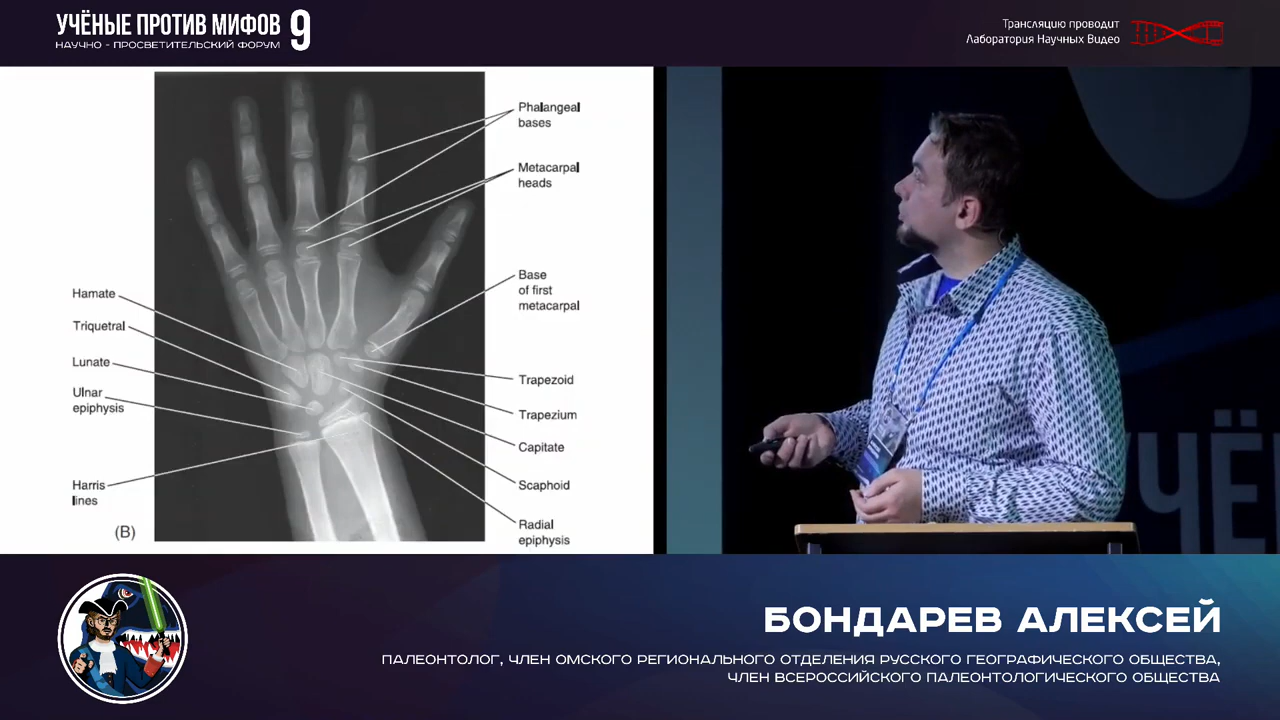 УЧЁНЫЕ ПРОТИВ МИФОВ 9
НАУЧНО - ПРОСВЕТИТЕЛЬСКИЙ ФОРУМ
Трансляцию проводит
Лаборатория Научных Видео
Phalangeal
bases
Metacarpal
heads
Base
of first
metacarpal
Hamate
Triquetral
Lunate
Ulnar
epiphysis
Harris
lines
Trapezoid
Trapezium
Capitate
Scaphoid
Radial
epiphysis
(B)
УЧЁ
БОНДАРЕВ АЛЕКСЕЙ
ПАЛЕОНТОЛОГ, ЧЛЕН ОМСКОГО РЕГИОНАЛЬНОГО ОТДЕЛЕНИЯ РУССКОГО ГЕОГРАФИЧЕСКОГО ОБЩЕСТВА,
ЧЛЕН ВСЕРОССИЙСКОГО ПАЛЕОНТОЛОГИЧЕСКОГО ОБЩЕСТВА